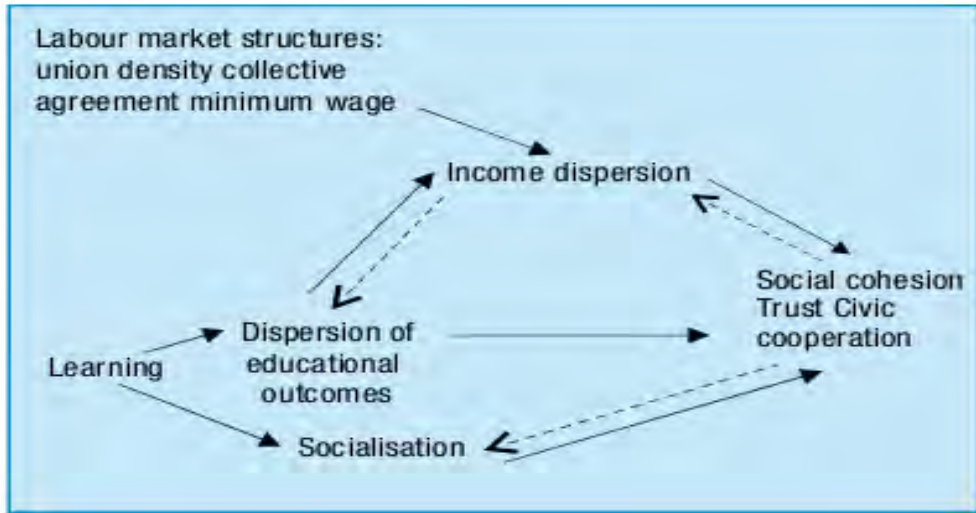 Labour market structures:
union density collective
agreement minimum wage
Income dispersion
Social cohesion
Trust Civic
cooperation
Dispersion of
educational
outcomes
Learning
Socialisation